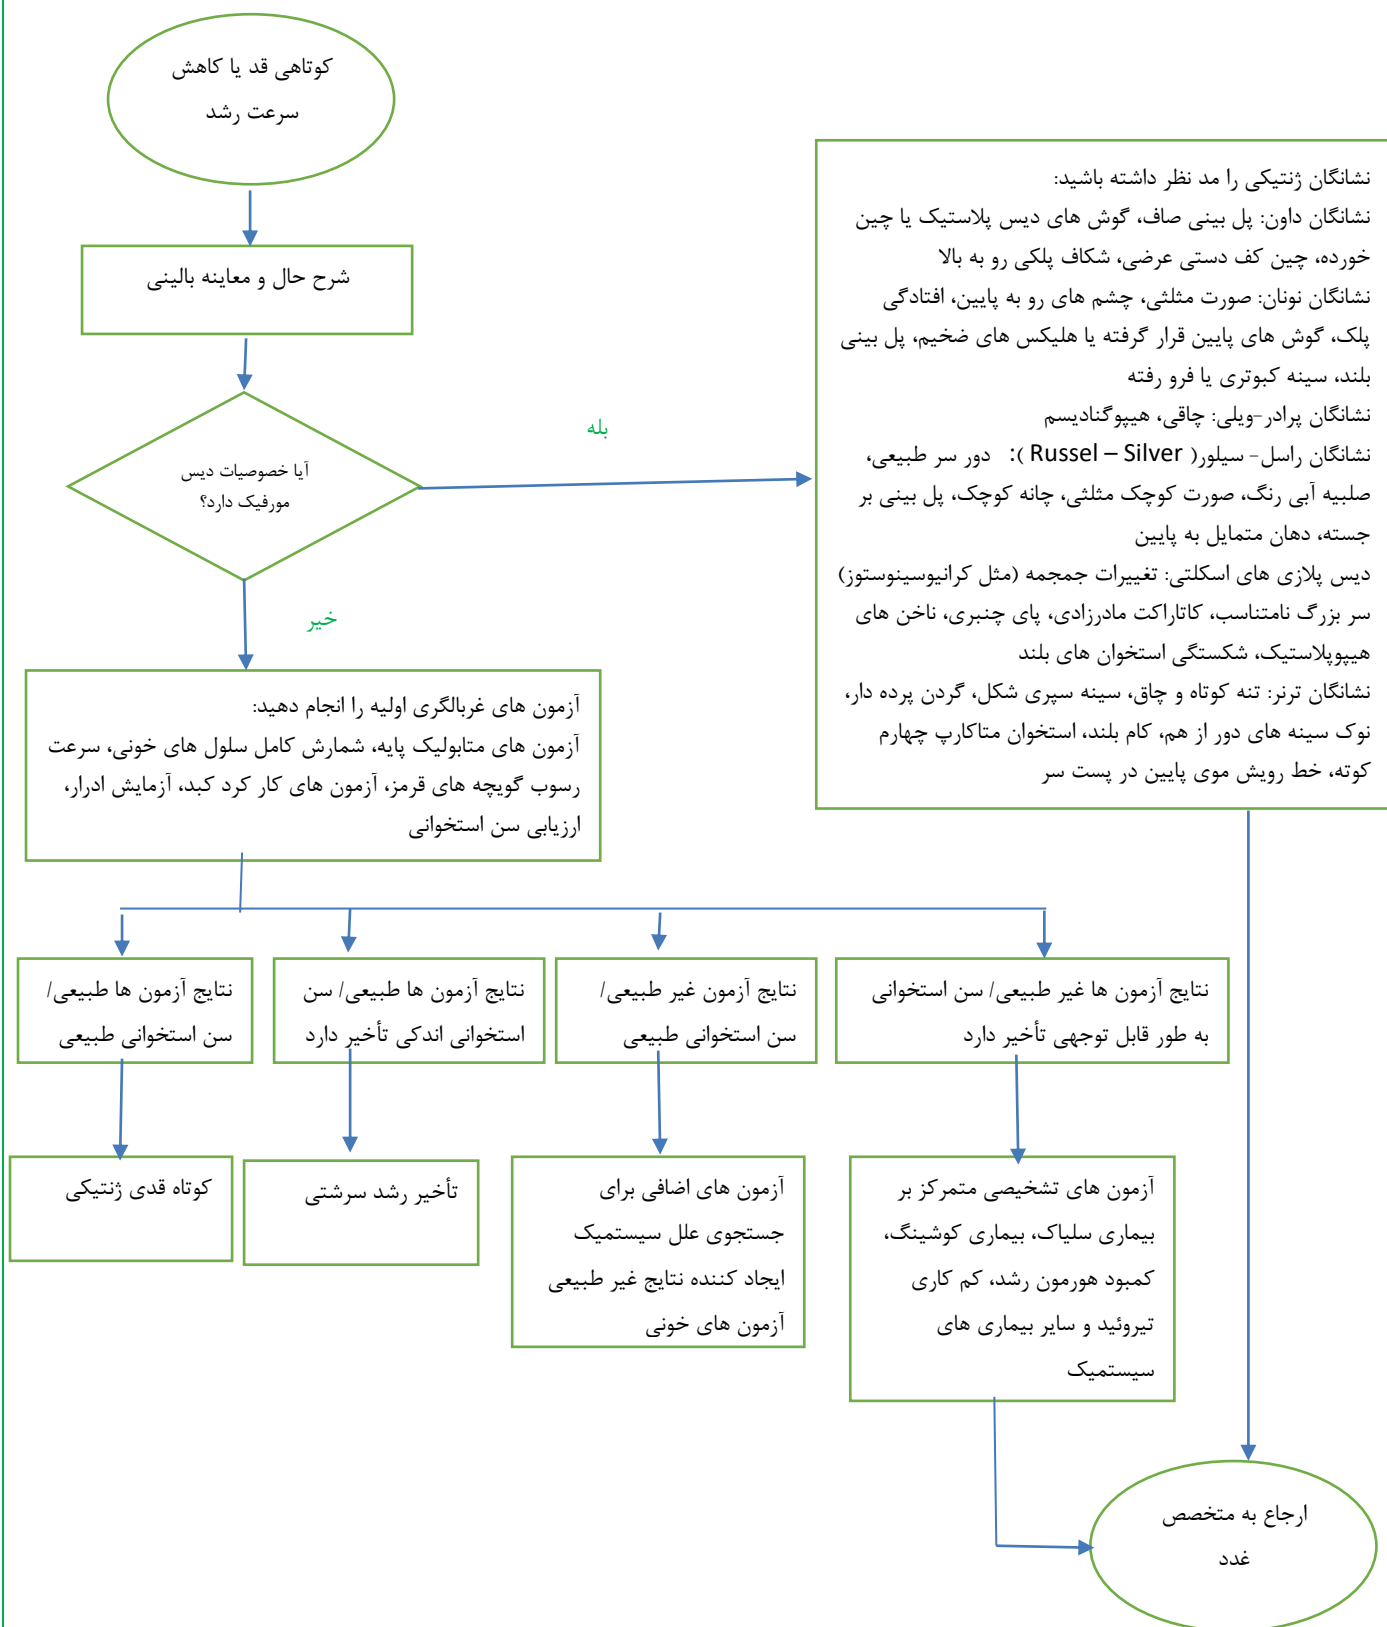 کوتاهی قد یا کاهش
سرعت رشد
شرح حال و معاینه بالینی
آیا خصوصیات دیس
مورفیک دارد؟
بله
خیر
نشانگان ژنتیکی را مد نظر داشته باشید:
نشانگان داون: پل بینی صاف، گوش های دیس پلاستیک یا چین
خورده، چین کف دستی عرضی، شکاف پلکی رو به بالا
نشانگان نونان: صورت مثلثی، چشم های رو به پایین، افتادگی
پلک، گوش های پایین قرار گرفته یا هلیکس های ضخیم، پل بینی
بلند، سینه کبوتری یا فرو رفته
نشانگان پرادر-ویلی: چاقی، هیپوگنادیسم
نشانگان راسل- سیلور( Russel – Silver ): دور سر طبیعی،
صلبیه آبی رنگ، صورت کوچک مثلثی، چانه کوچک، پل بینی بر
جسته، دهان متمایل به پایین
دیس پلازی های اسکلتی: تغییرات جمجمه (مثل کرانیوسینوستوز)
سر بزرگ نامتناسب، کاتاراکت مادرزادی، پای چنبری، ناخن های
هیپوپلاستیک، شکستگی استخوان های بلند
نشانگان ترنر: تنه کوتاه و چاق، سینه سپری شکل، گردن پرده دار،
نوک سینه های دور از هم، کام بلند، استخوان متاکارپ چهارم
کوته، خط رویش موی پایین در پست سر
آزمون های غربالگری اولیه را انجام دهید:
آزمون های متابولیک پایه، شمارش کامل سلول های خونی، سرعت
رسوب گویچه های قرمز، آزمون های کار کرد کبد، آزمایش ادرار،
ارزیابی سن استخوانی
نتایج آزمون ها غیر طبیعی/ سن استخوانی
به طور قابل توجهی تأخیر دارد
نتایج آزمون غیر طبیعی/
سن استخوانی طبیعی
نتایج آزمون ها طبیعی/ سن
استخوانی اندکی تأخیر دارد
نتایج آزمون ها طبیعی/
سن استخوانی طبیعی
آزمون های تشخیصی متمرکز بر
بیماری سلیاک، بیماری کوشینگ،
کمبود هورمون رشد، کم کاری
تیروئید و سایر بیماری های
سیستمیک
آزمون های اضافی برای
جستجوی علل سیستمیک
ایجاد کننده نتایج غیر طبیعی
آزمون های خونی
تأخیر رشد سرشتی
کوتاه قدی ژنتیکی
ارجاع به متخصص
غدد